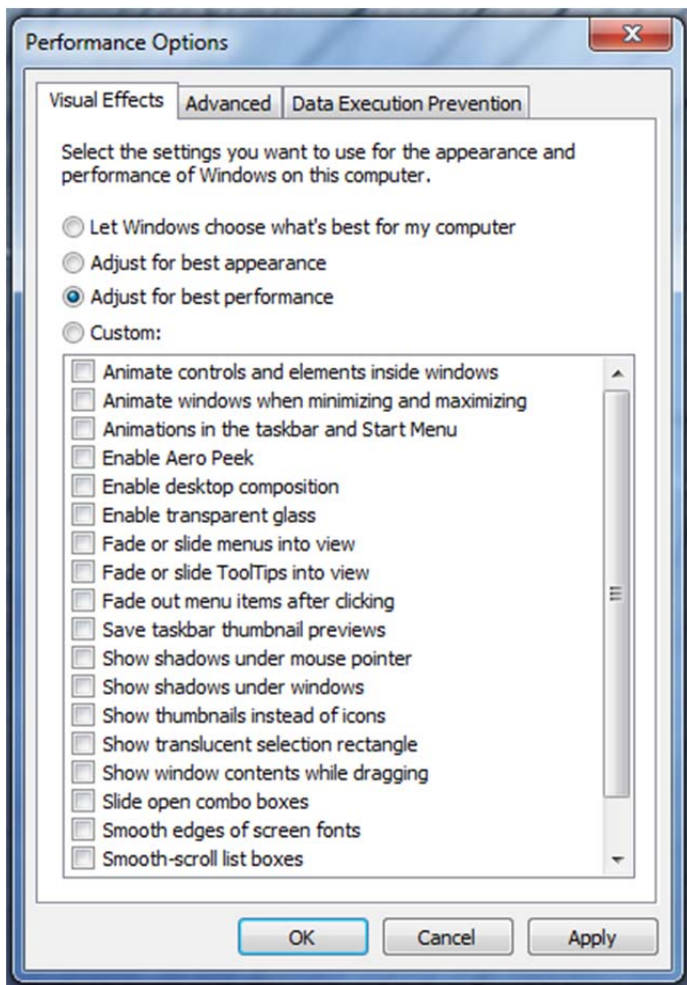 Performance Options
Visual Effects
Advanced
Data Execution Prevention
Select the settings you want to use for the appearance and
performance of Windows on this computer.
Let Windows choose what's best for my computer
Adjust for best appearance
Adjust for best performance
Custom:
Animate controls and elements inside windows
Animate windows when minimizing and maximizing
Animations in the taskbar and Start Menu
Enable Aero Peek
Enable desktop composition
Enable transparent glass
Fade or slide menus into view
Fade or slide ToolTips into view
Fade out menu items after clicking
Save taskbar thumbnail previews
Show shadows under mouse pointer
Show shadows under windows
Show thumbnails instead of icons
Show translucent selection rectangle
Show window contents while dragging
Slide open combo boxes
Smooth edges of screen fonts
Smooth-scroll list boxes
OK
Cancel
Apply